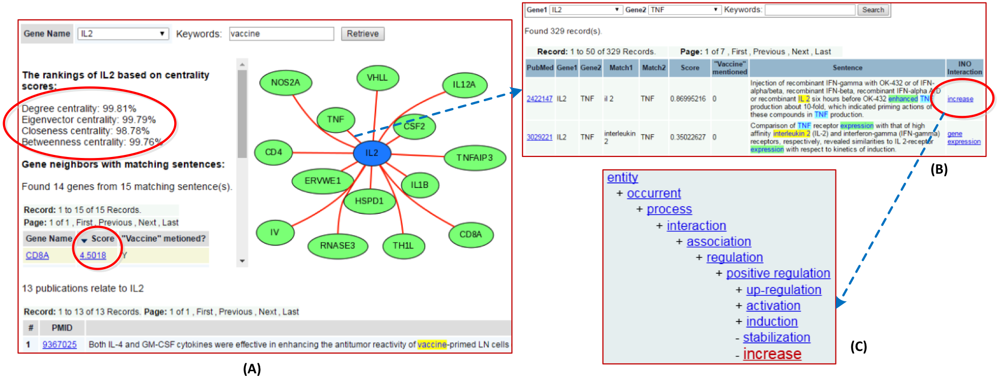 Gene Name IL2 Keywords: vaccine Retrieve
The rankings of IL2 based on centrality
scores:
Degree centrality: 99.81%
Eigenvector centrality: 99.79%
Closeness centrality: 98.78%
Betweenness centrality: 99.76%
Gene neighbors with matching sentences:
Found 14 genes from 15 matching sentence(s).
Record: 1 to 15 of 15 Records.
Page: 1 of 1 , First , Previous , Next , Last
Gene Name Score "Vaccine" metioned?
CD8A 4.5018 Y
NOS2A
VHLL
IL12A
TNF
CSF2
CD4
IL2
TNFAIP3
ERVWE1
IL1B
HSPD1
IV
RNASE3
TH1L
CD8A
13 publications relate to IL2
Record: 1 to 13 of 13 Records. Page: 1 of 1 , First , Previous , Next , Last
# PMID
1 9367025 Both IL-4 and GM-CSF cytokines were effective in enhancing the antitumor reactivity of vaccine-primed LN cells
(A)
Gene1 IL2 Gene2 TNF Keywords: Search
Found 329 record(s).
Record: 1 to 50 of 329 Records. Page: 1 of 7 , First , Previous , Next , Last
PubMed Gene1 Gene2 Match1 Match2 Score "Vaccine" mentioned Sentence INO Interaction
2422147 IL2 TNF il 2 TNF 0.86995216 0
Injection of recombinant IFN-gamma with OK-432 or of IFN-
alpha/beta, recombinant IFN-beta, recombinant IFN-alpha A/D
or recombinant IL 2 six hours before OK-432 enhanced TNF
production about 10-fold, which indicated priming actions of
these compounds in TNF production.
increase
3029221 IL2 TNF interleukin 2 TNF 0.35022627 0
Comparison of TNF receptor expression with that of high
affinity interleukin 2 (IL-2) and interferon-gamma (IFN-gamma)
receptors, respectively, revealed similarities to IL 2-receptor
expression with respect to kinetics of induction.
gene
expression
(B)
entity
+ occurrent
+ process
+ interaction
+ association
+ regulation
+ positive regulation
+ up-regulation
+ activation
+ induction
- stabilization
- increase
(C)